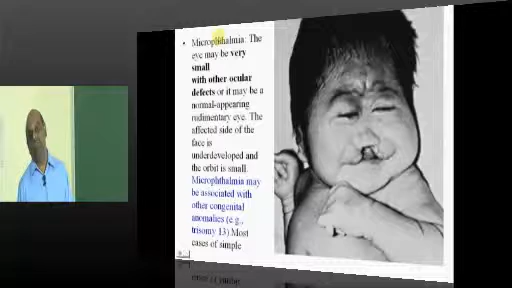 • Microphthalmia: The
eye may be very
small
with other ocular
defects or it may be a
normal-appearing
rudimentary eye. The
affected side of the
face is
underdeveloped and
the orbit is small.
Microphthalmia may
be associated with
other congenital
anomalies (e.g.,
trisomy 13) Most
cases of simple